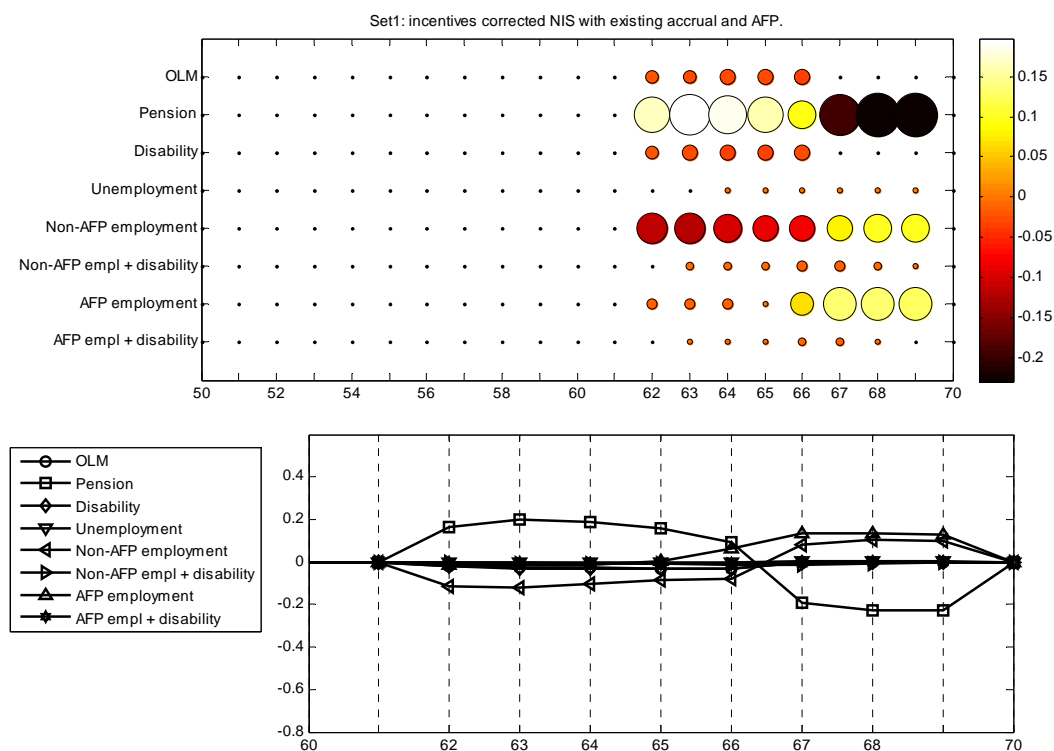 Set1: incentives corrected NIS with existing accrual and AFP.
OLM
Pension
Disability
Unemployment
Non-AFP employment
Non-AFP empl + disability
AFP employment
AFP empl + disability
50 52 54 56 58 60 62 63 64 65 66 67 68 70
0.15
0.1
0.05
0
-0.05
-0.1
-0.15
-0.2
OLM
Pension
Disability
Unemployment
Non-AFP employment
Non-AFP empl + disability
AFP employment
AFP empl + disability
0.4
0.2
0
-0.2
-0.4
-0.6
-0.8
60 62 63 64 65 66 67 68 70